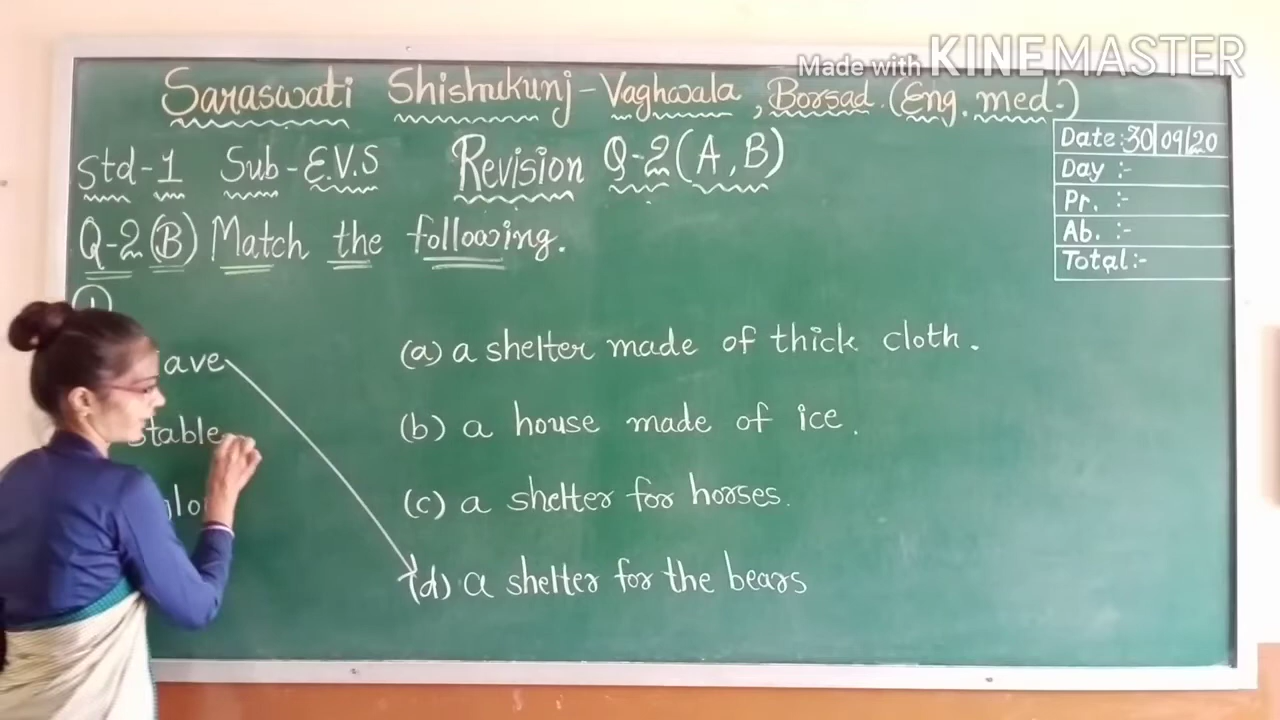 Made with KINEMASTER
Saraswati Shishukunj - Vaghwala , Borsad. (Eng. med.)
Std-1 Sub-E.V.S Revision Q-2 (A, B)
Date :- 30/09/20
Day :-
Pr. :-
Ab. :-
Total :-
Q-2 (B) Match the following.
ave (a) a shelter made of thick cloth.
stable (b) a house made of ice.
(c) a shelter for horses.
(d) a shelter for the bears